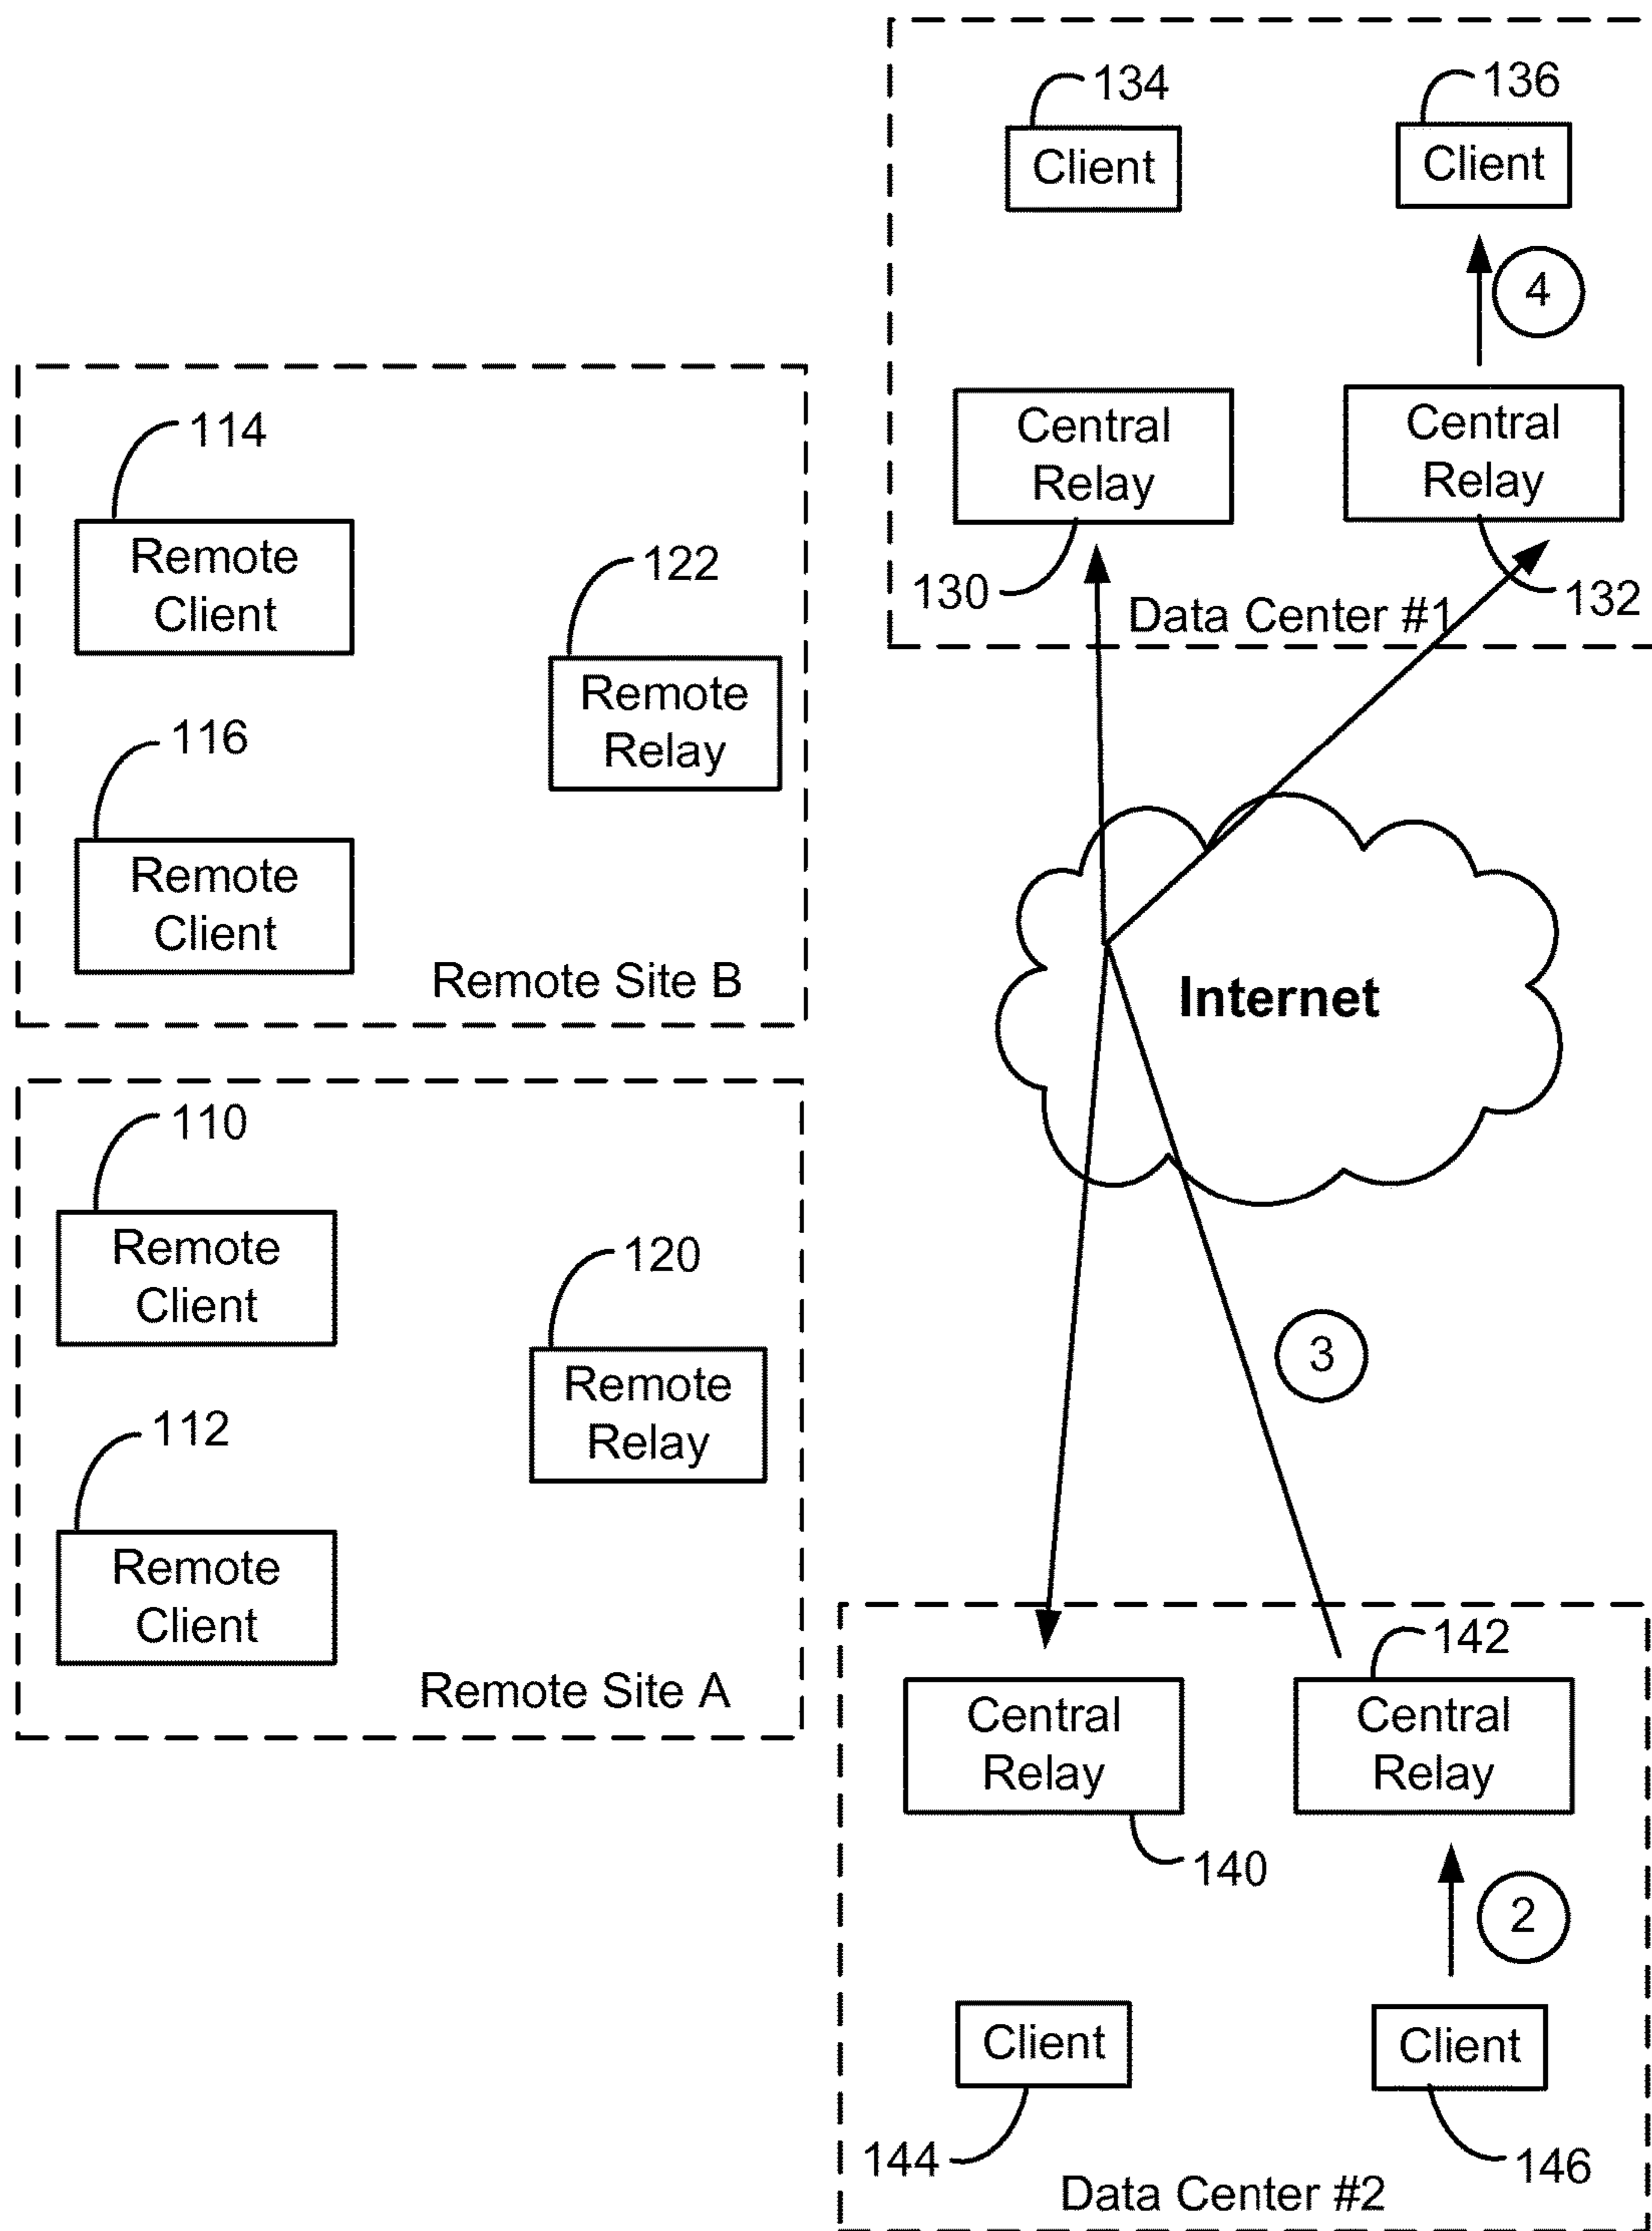 134
136
Client
Client
4
Central
Relay
Central
Relay
130
132
Data Center #1
114
Remote
Client
122
Remote
Relay
116
Remote
Client
Remote Site B
Internet
110
Remote
Client
120
Remote
Relay
112
Remote
Client
Remote Site A
3
142
Central
Relay
Central
Relay
140
2
Client
Client
144
146
Data Center #2